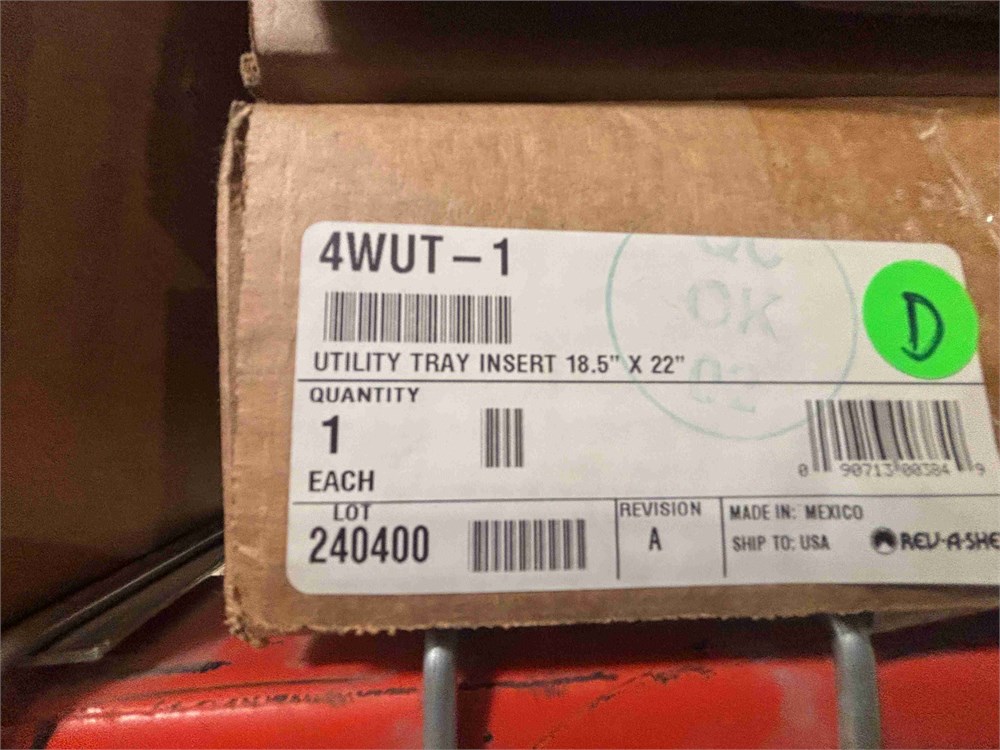 4WUT-1
UTILITY TRAY INSERT 18.5" X 22"
QC
OK
02
D
QUANTITY
1
EACH
0 90713 00384 9
LOT
240400
REVISION
A
MADE IN: MEXICO
SHIP TO: USA
REV-A-SHE